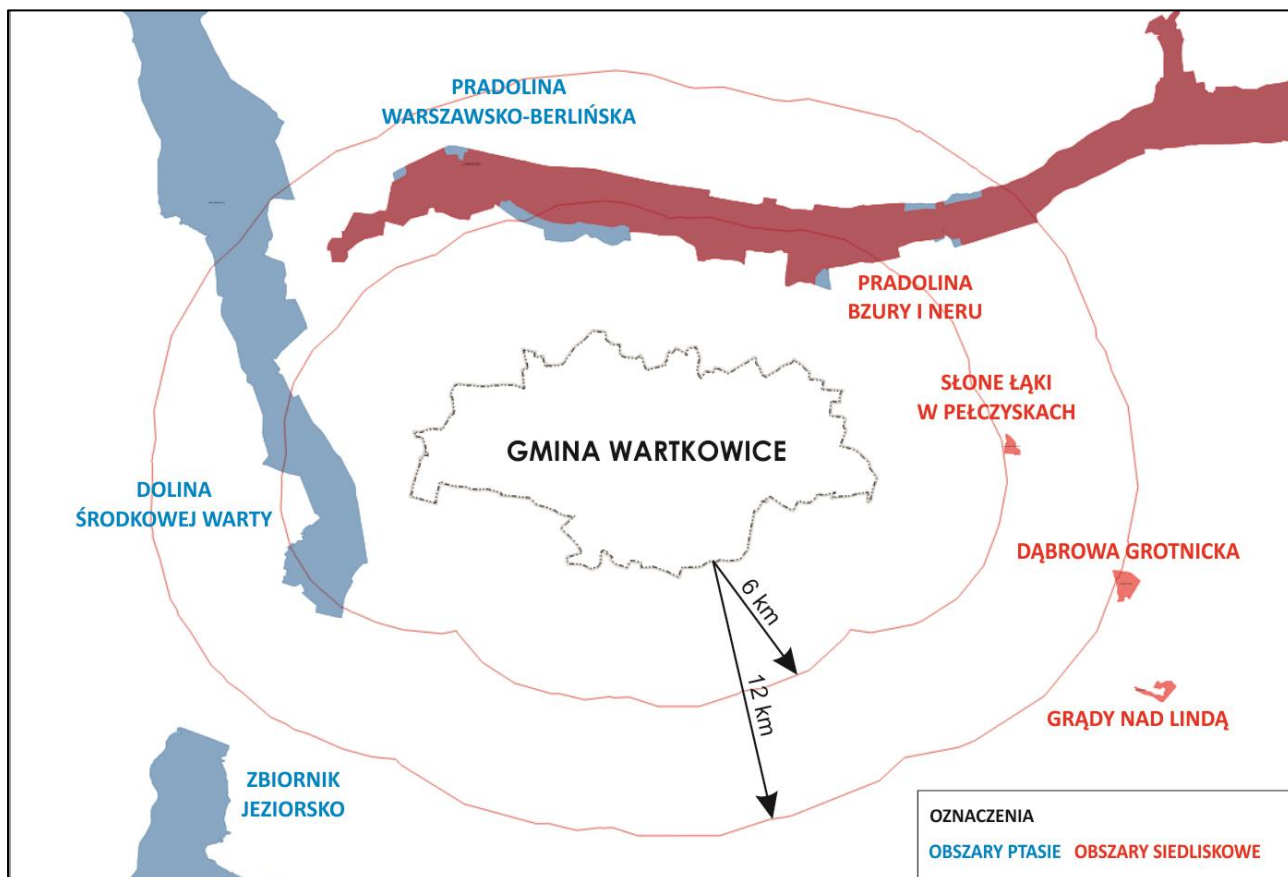 PRADOLINA
WARSZAWSKO-BERLIŃSKA
PRADOLINA
BZURY I NERU
SŁONE ŁĄKI
W PEŁCZYSKACH
GMINA WARTKOWICE
DOLINA
ŚRODKOWEJ WARTY
DĄBROWA GROTNICKA
6 km
12 km
GRĄDY NAD LINDĄ
ZBIORNIK
JEZIORSKO
OZNACZENIA
OBSZARY PTASIE OBSZARY SIEDLISKOWE